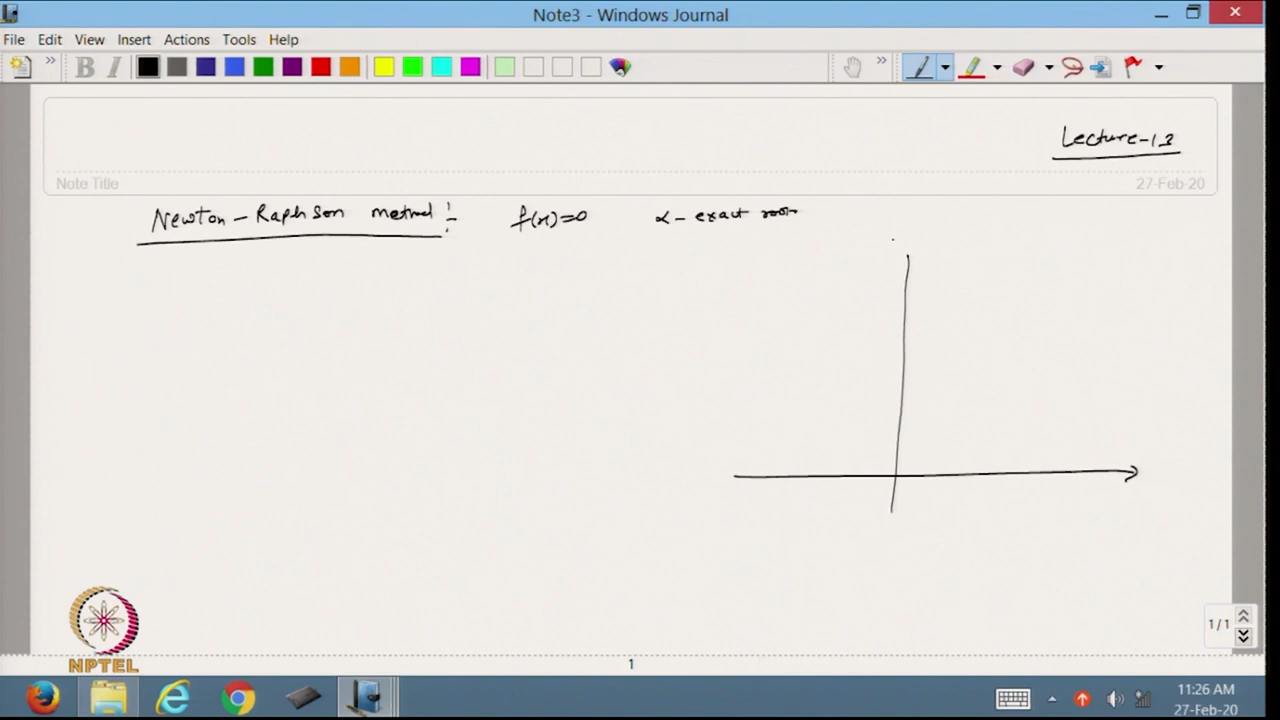 Note3 - Windows Journal
File Edit View Insert Actions Tools Help
B I
Lecture-13
Note Title
27-Feb-20
Newton-Raphson method :- f(x)=0 α - exact root
1/1
NPTEL
1
11:26 AM
27-Feb-20